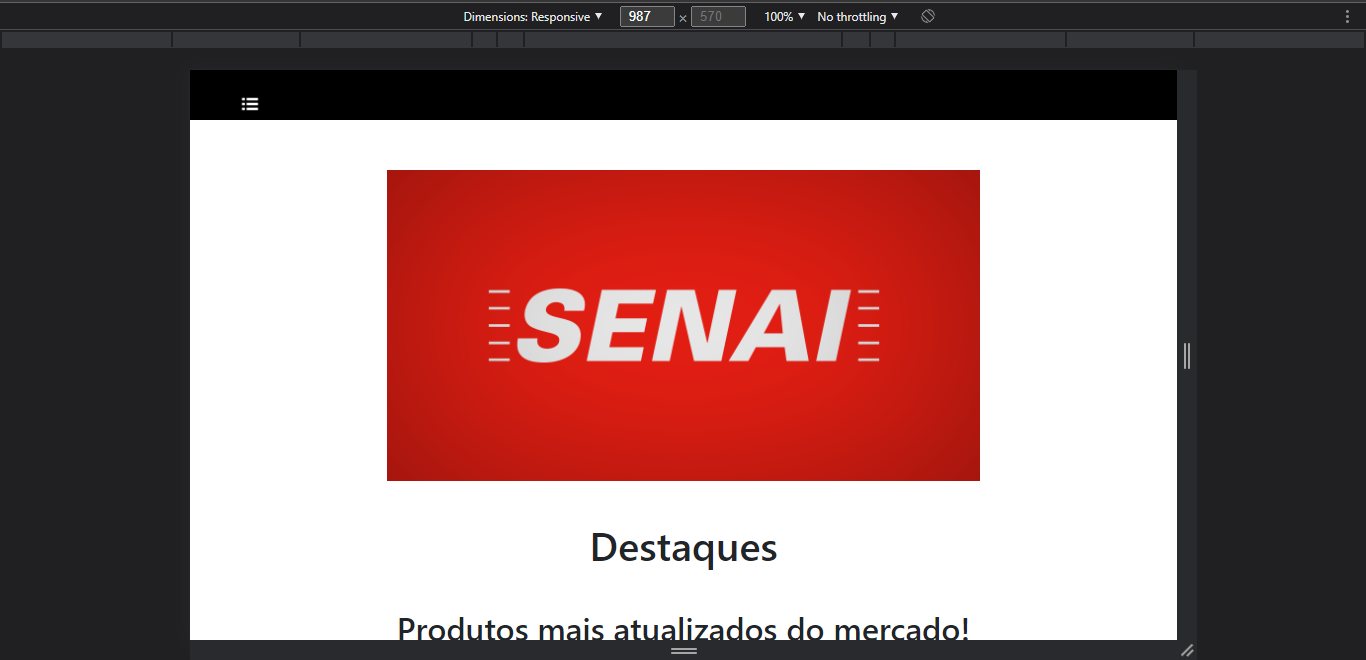 Dimensions: Responsive 987 × 570 100% No throttling
SENAI
Destaques
Produtos mais atualizados do mercado!